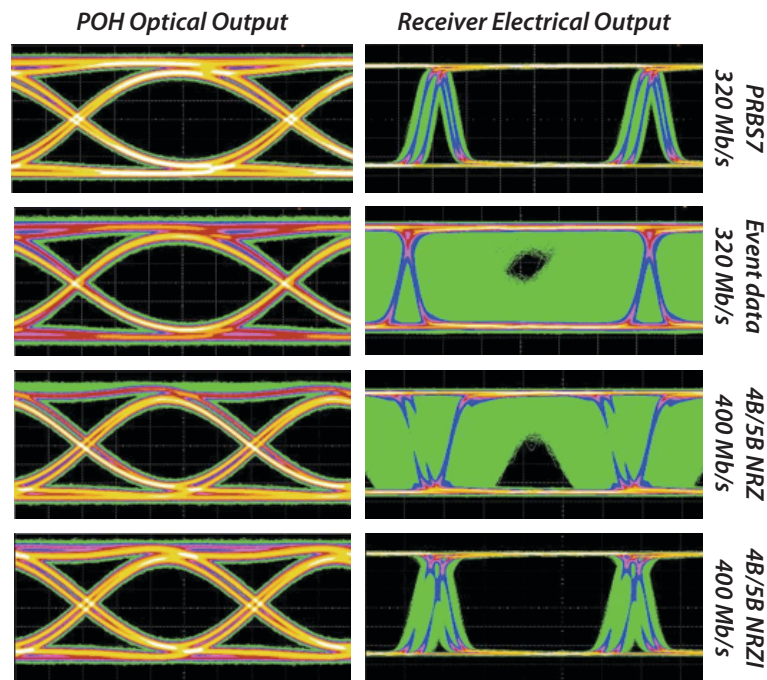 POH Optical Output
Receiver Electrical Output
PRBS7
320 Mb/s
Event data
320 Mb/s
4B/5B NRZ
400 Mb/s
4B/5B NRZI
400 Mb/s